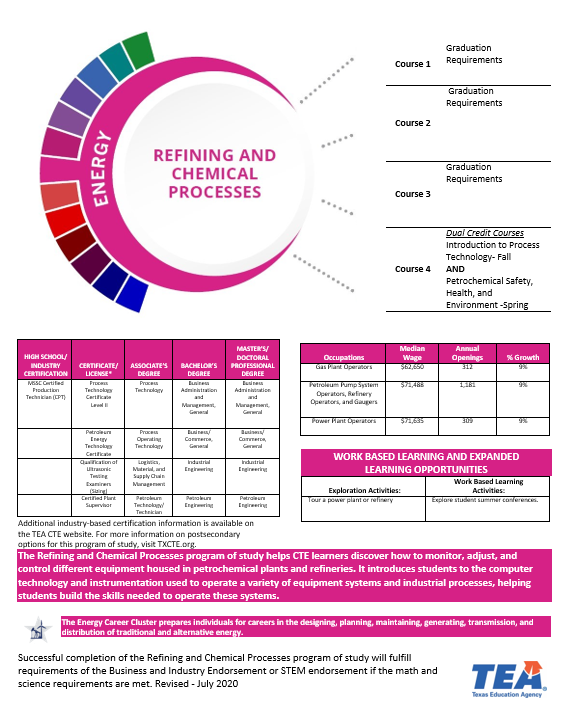 ENERGY
REFINING AND
CHEMICAL
PROCESSES
Course 1
Graduation
Requirements
Course 2
Graduation
Requirements
Course 3
Graduation
Requirements
Course 4
Dual Credit Courses
Introduction to Process
Technology- Fall
AND
Petrochemical Safety,
Health, and
Environment -Spring
HIGH SCHOOL/
INDUSTRY
CERTIFICATION
CERTIFICATE/
LICENSE*
ASSOCIATE'S
DEGREE
BACHELOR'S
DEGREE
MASTER'S/
DOCTORAL
PROFESSIONAL
DEGREE
MSSC Certified
Production
Technician (CPT)
Process
Technology
Certificate
Level II
Process
Technology
Business
Administration
and
Management,
General
Business
Administration
and
Management,
General
Petroleum
Energy
Technology
Certificate
Process
Operating
Technology
Business/
Commerce,
General
Business/
Commerce,
General
Qualification of
Ultrasonic
Testing
Examiners
(Sizing)
Logistics,
Material, and
Supply Chain
Management
Industrial
Engineering
Industrial
Engineering
Certified Plant
Supervisor
Petroleum
Technology/
Technician
Petroleum
Engineering
Petroleum
Engineering
Additional industry-based certification information is available on
the TEA CTE website. For more information on postsecondary
options for this program of study, visit TXCTE.org.
Occupations
Median
Wage
Annual
Openings
% Growth
Gas Plant Operators
$62,650
312
9%
Petroleum Pump System
Operators, Refinery
Operators, and Gaugers
$71,488
1,181
9%
Power Plant Operators
$71,635
309
9%
WORK BASED LEARNING AND EXPANDED
LEARNING OPPORTUNITIES
Exploration Activities:
Work Based Learning
Activities:
Tour a power plant or refinery
Explore student summer conferences.
The Refining and Chemical Processes program of study helps CTE learners discover how to monitor, adjust, and
control different equipment housed in petrochemical plants and refineries. It introduces students to the computer
technology and instrumentation used to operate a variety of equipment systems and industrial processes, helping
students build the skills needed to operate these systems.
The Energy Career Cluster prepares individuals for careers in the designing, planning, maintaining, generating, transmission, and
distribution of traditional and alternative energy.
Successful completion of the Refining and Chemical Processes program of study will fulfill
requirements of the Business and Industry Endorsement or STEM endorsement if the math and
science requirements are met. Revised - July 2020
TEA
Texas Education Agency